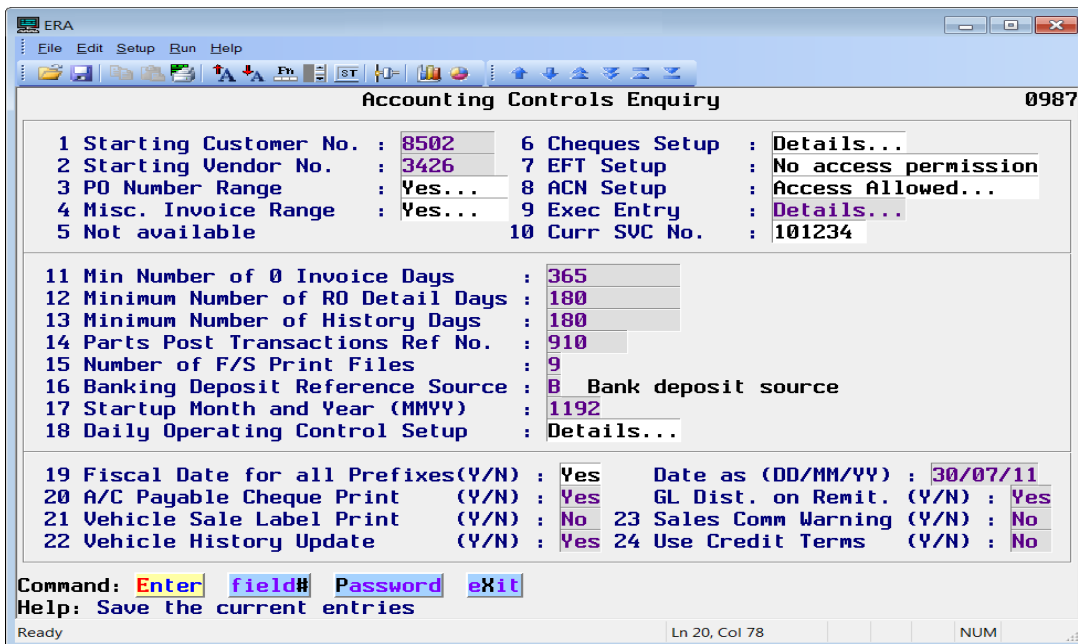 ERA
File Edit Setup Run Help
A A Fn ST
Accounting Controls Enquiry 0987
1 Starting Customer No. : 8502 6 Cheques Setup : Details...
2 Starting Vendor No. : 3426 7 EFT Setup : No access permission
3 PO Number Range : Yes... 8 ACN Setup : Access Allowed...
4 Misc. Invoice Range : Yes... 9 Exec Entry : Details...
5 Not available 10 Curr SVC No. : 101234
11 Min Number of 0 Invoice Days : 365
12 Minimum Number of RO Detail Days : 180
13 Minimum Number of History Days : 180
14 Parts Post Transactions Ref No. : 910
15 Number of F/S Print Files : 9
16 Banking Deposit Reference Source : B Bank deposit source
17 Startup Month and Year (MMYY) : 1192
18 Daily Operating Control Setup : Details...
19 Fiscal Date for all Prefixes(Y/N) : Yes Date as (DD/MM/YY) : 30/07/11
20 A/C Payable Cheque Print (Y/N) : Yes GL Dist. on Remit. (Y/N) : Yes
21 Vehicle Sale Label Print (Y/N) : No 23 Sales Comm Warning (Y/N) : No
22 Vehicle History Update (Y/N) : Yes 24 Use Credit Terms (Y/N) : No
Command: Enter field# Password eXit
Help: Save the current entries
Ready Ln 20, Col 78 NUM